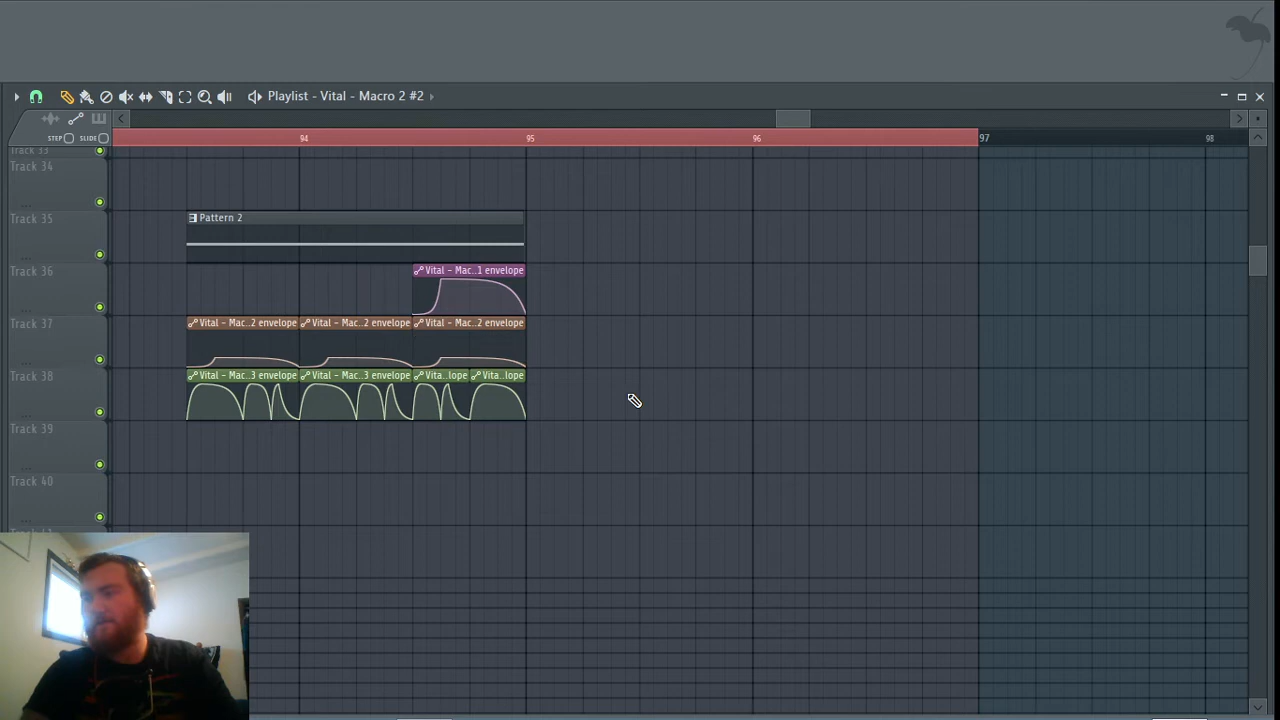 Playlist - Vital - Macro 2 #2
STEP SLIDE
94 95 96 97 98
Track 33
Track 34
Track 35
Pattern 2
Track 36
Vital - Mac..1 envelope
Track 37
Vital - Mac..2 envelope Vital - Mac..2 envelope Vital - Mac..2 envelope
Track 38
Vital - Mac..3 envelope Vital - Mac..3 envelope Vita..lope Vita..lope
Track 39
Track 40